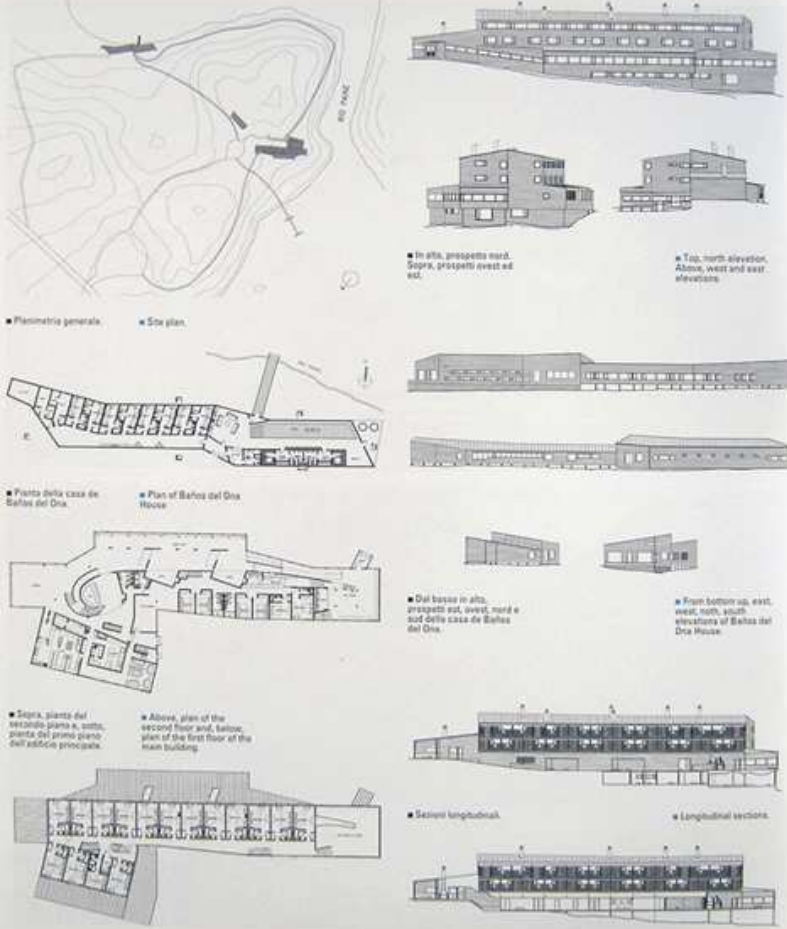 RIO PAINE
■ In alto, prospetto nord.
Sopra, prospetti ovest ed
est.
■ Top, north elevation.
Above, west and east
elevations.
■ Planimetria generale.
■ Site plan.
■ Pianta della casa de
Baños del Ona.
■ Plan of Baños del Ona
House
■ Dal basso in alto,
prospetti est, ovest, nord e
sud della casa de Baños
del Ona.
■ From bottom up, east,
west, noth, south
elevations of Baños del
Ona House.
■ Sopra, pianta del
secondo piano e, sotto,
pianta del primo piano
dell'edificio principale.
■ Above, plan of the
second floor and, below,
plan of the first floor of the
main building.
■ Sezioni longitudinali.
■ Longitudinal sections.